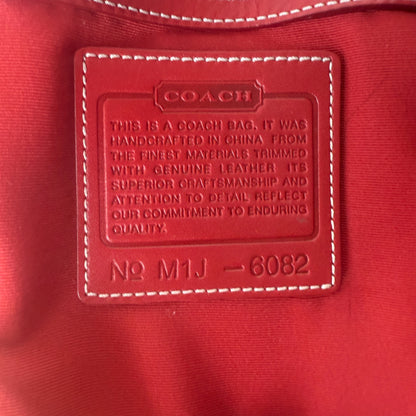 COACH
THIS IS A COACH BAG. IT WAS
HANDCRAFTED IN CHINA FROM
THE FINEST MATERIALS TRIMMED
WITH GENUINE LEATHER ITS
SUPERIOR CRAFTSMANSHIP AND
ATTENTION TO DETAIL REFLECT
OUR COMMITMENT TO ENDURING
QUALITY.
No M1J – 6082